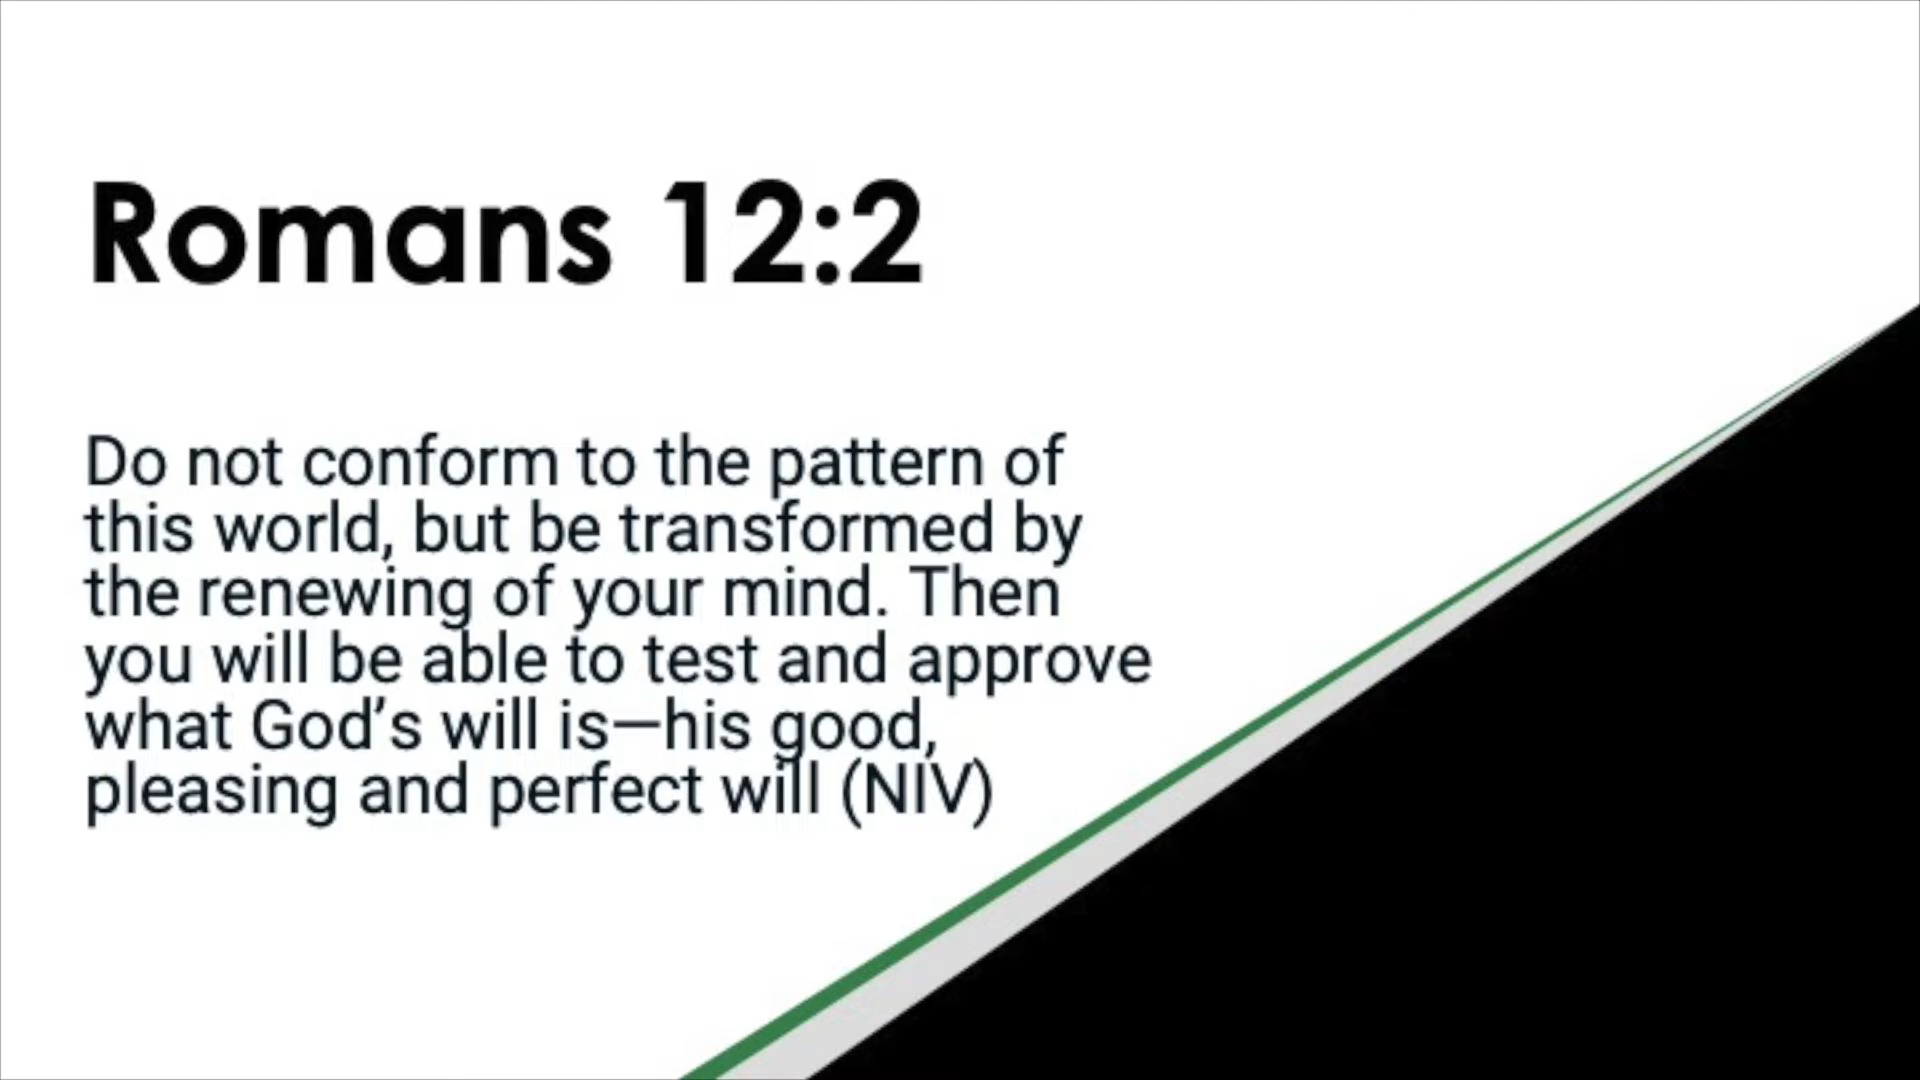 Romans 12:2
Do not conform to the pattern of
this world, but be transformed by
the renewing of your mind. Then
you will be able to test and approve
what God’s will is—his good,
pleasing and perfect will (NIV)